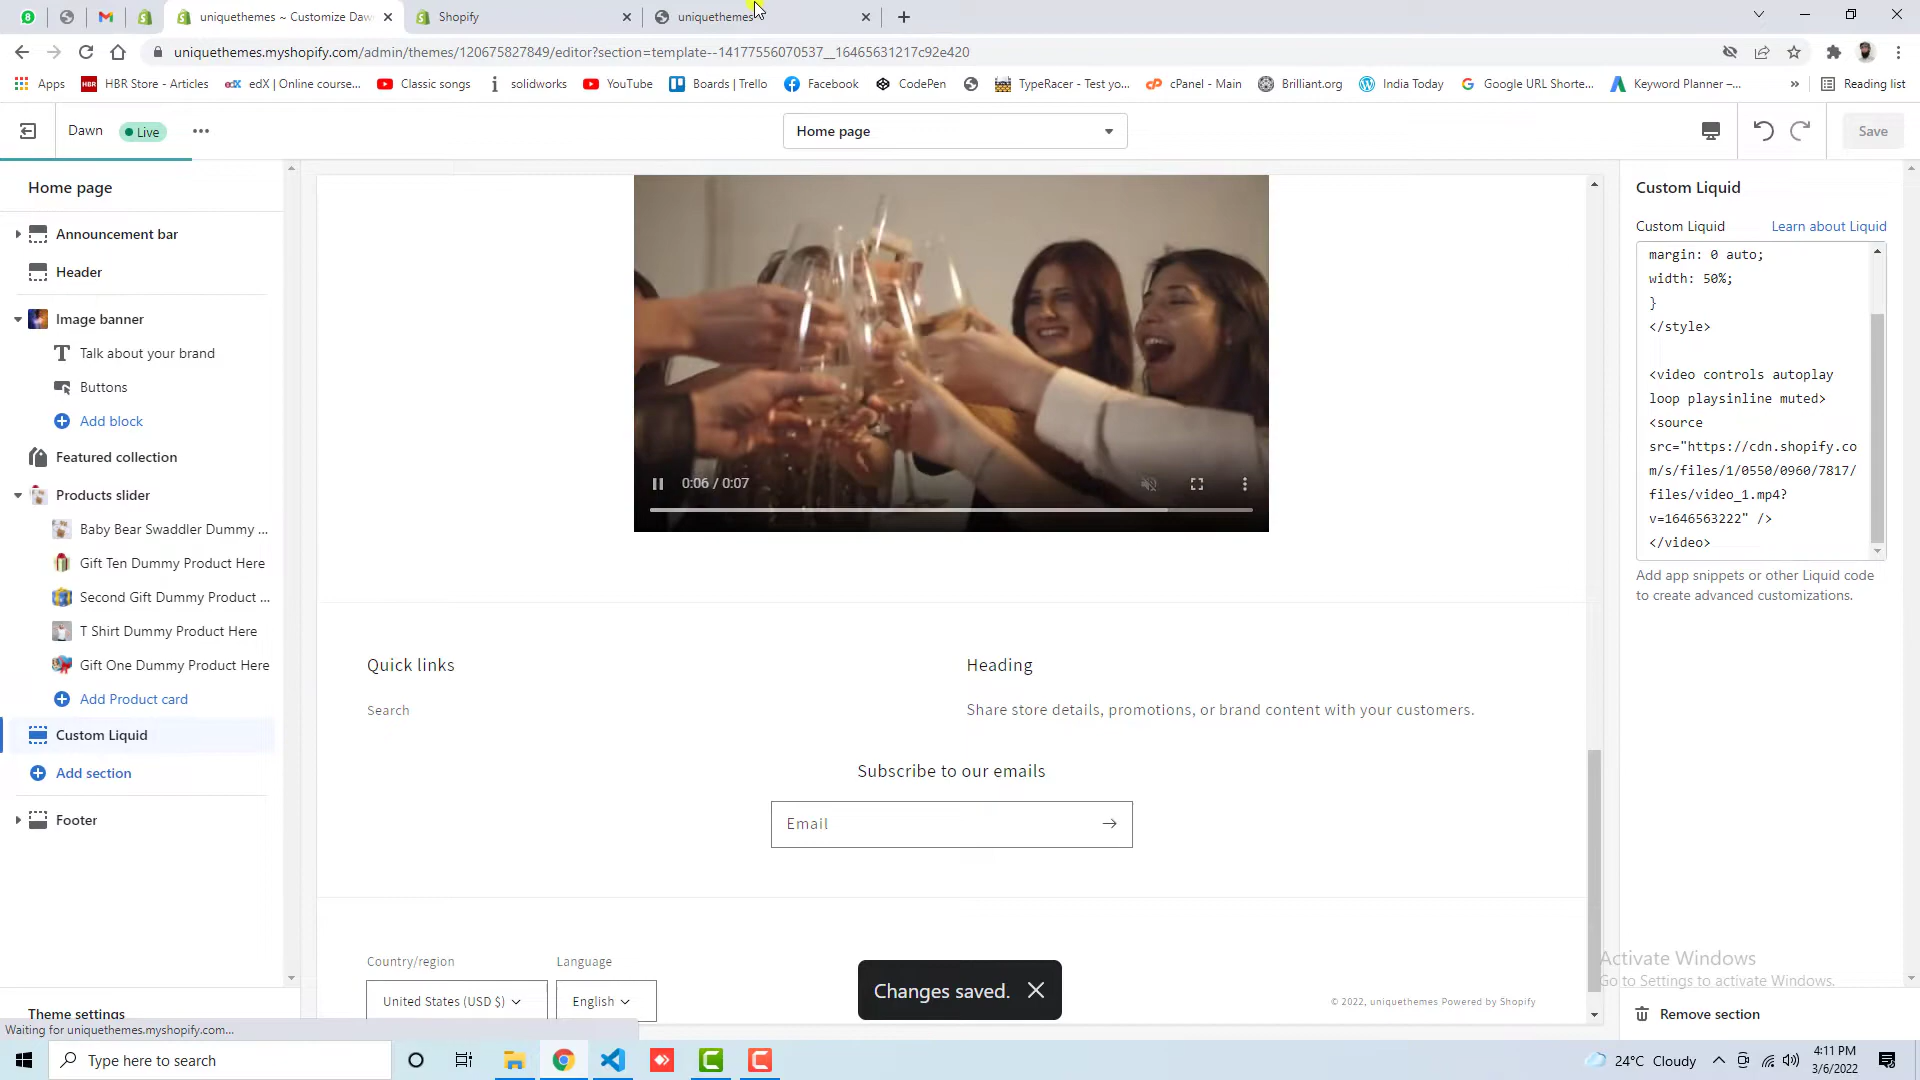 uniquethemes ~ Customize Daw
Shopify
uniquethemes
uniquethemes.myshopify.com/admin/themes/120675827849/editor?section=template--14177556070537__16465631217c92e420
Apps
HBR Store - Articles
edX | Online course...
Classic songs
solidworks
YouTube
Boards | Trello
Facebook
CodePen
TypeRacer - Test yo...
cPanel - Main
Brilliant.org
India Today
Google URL Shorte...
Keyword Planner -...
Reading list
Dawn
Live
Home page
Save
Home page
Announcement bar
Header
Image banner
Talk about your brand
Buttons
Add block
Featured collection
Products slider
Baby Bear Swaddler Dummy ...
Gift Ten Dummy Product Here
Second Gift Dummy Product ...
T Shirt Dummy Product Here
Gift One Dummy Product Here
Add Product card
Custom Liquid
Add section
Footer
Theme settings
Waiting for uniquethemes.myshopify.com...
0:06 / 0:07
Quick links
Search
Heading
Share store details, promotions, or brand content with your customers.
Subscribe to our emails
Email
Country/region
United States (USD $)
Language
English
© 2022, uniquethemes Powered by Shopify
Changes saved.
Custom Liquid
Custom Liquid
Learn about Liquid
margin: 0 auto;
width: 50%;
}
</style>
<video controls autoplay
loop playsinline muted>
<source
src="https://cdn.shopify.co
m/s/files/1/0550/0960/7817/
files/video_1.mp4?
v=1646563222" />
</video>
Add app snippets or other Liquid code
to create advanced customizations.
Activate Windows
Go to Settings to activate Windows.
Remove section
Type here to search
24°C Cloudy
4:11 PM
3/6/2022